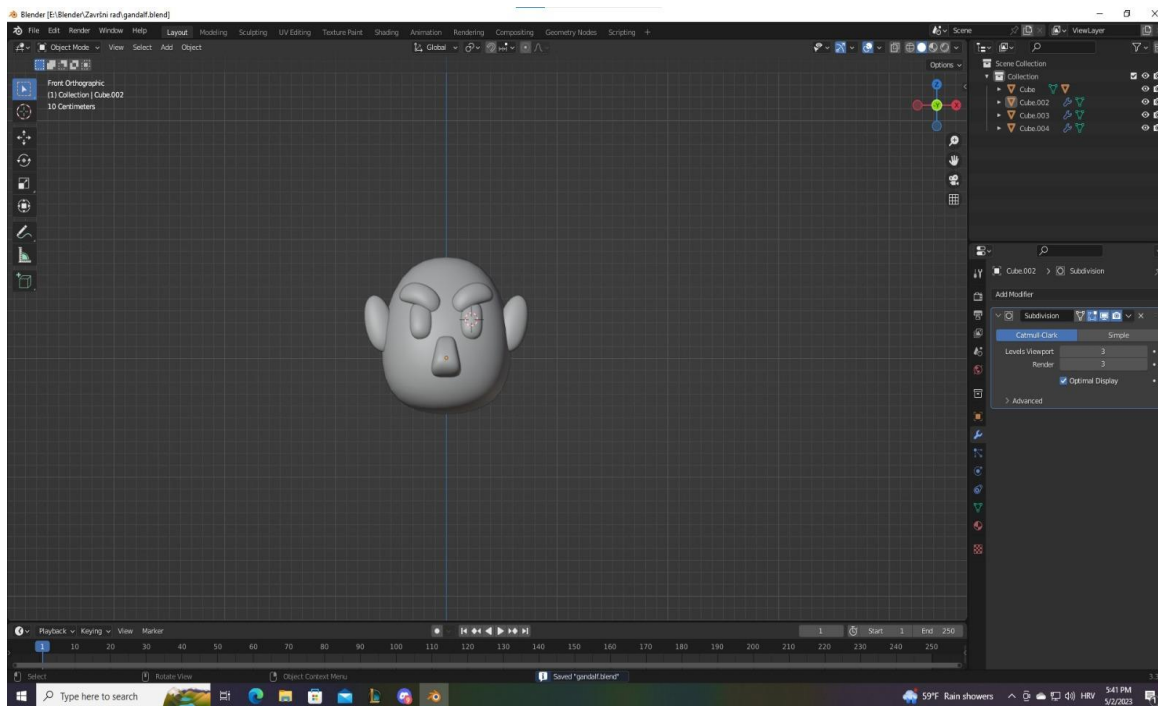 Blender [E:\Blender\Završni rad\gandalf.blend]
File Edit Render Window Help Layout Modeling Sculpting UV Editing Texture Paint Shading Animation Rendering Compositing Geometry Nodes Scripting + Scene ViewLayer
Object Mode View Select Add Object Global
Options
Front Orthographic
(1) Collection | Cube.002
10 Centimeters
Z
Y
X
Scene Collection
Collection
Cube
Cube.002
Cube.003
Cube.004
Cube.002 > Subdivision
Add Modifier
Subdivision
Catmull-Clark Simple
Levels Viewport 3
Render 3
Optimal Display
> Advanced
Playback Keying View Marker 1 Start 1 End 250
1 10 20 30 40 50 60 70 80 90 100 110 120 130 140 150 160 170 180 190 200 210 220 230 240 250
Select Rotate View Object Context Menu Saved "gandalf.blend"
Type here to search 59°F Rain showers HRV 5:41 PM
5/2/2023